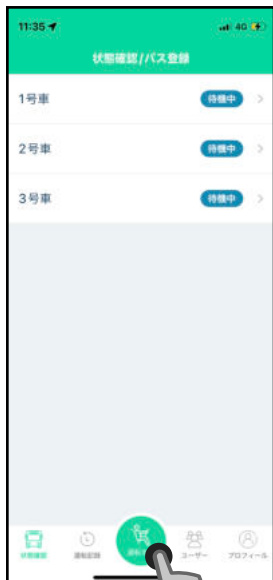 11:35 4G
状態確認/バス登録
1号車 待機中
2号車 待機中
3号車 待機中
状態確認 運転記録 ユーザー プロフィール